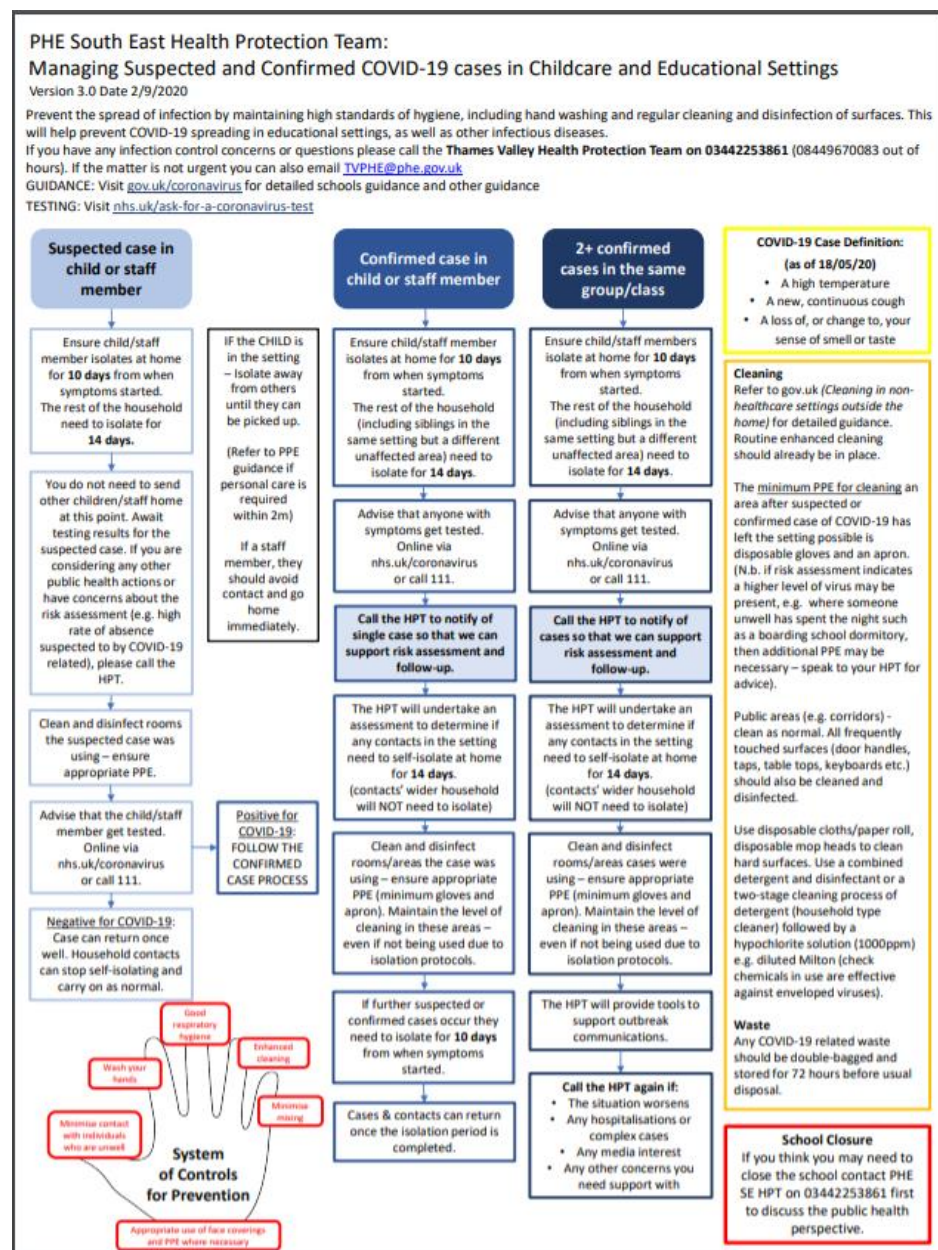 PHE South East Health Protection Team:
Managing Suspected and Confirmed COVID-19 cases in Childcare and Educational Settings
Version 3.0 Date 2/9/2020
Prevent the spread of infection by maintaining high standards of hygiene, including hand washing and regular cleaning and disinfection of surfaces. This
will help prevent COVID-19 spreading in educational settings, as well as other infectious diseases.
If you have any infection control concerns or questions please call the Thames Valley Health Protection Team on 03442253861 (08449670083 out of
hours). If the matter is not urgent you can also email TVPHE@phe.gov.uk
GUIDANCE: Visit gov.uk/coronavirus for detailed schools guidance and other guidance
TESTING: Visit nhs.uk/ask-for-a-coronavirus-test
Suspected case in
child or staff
member
Ensure child/staff
member isolates at home
for 10 days from when
symptoms started.
The rest of the household
need to isolate for
14 days.
You do not need to send
other children/staff home
at this point. Await
testing results for the
suspected case. If you are
considering any other
public health actions or
have concerns about the
risk assessment (e.g. high
rate of absence
suspected to by COVID-19
related), please call the
HPT.
Clean and disinfect rooms
the suspected case was
using – ensure
appropriate PPE.
Advise that the child/staff
member get tested.
Online via
nhs.uk/coronavirus
or call 111.
Negative for COVID-19:
Case can return once
well. Household contacts
can stop self-isolating and
carry on as normal.
IF the CHILD is
in the setting
– Isolate away
from others
until they can
be picked up.
(Refer to PPE
guidance if
personal care is
required
within 2m)
If a staff
member, they
should avoid
contact and go
home
immediately.
Positive for
COVID-19:
FOLLOW THE
CONFIRMED
CASE PROCESS
Confirmed case in
child or staff member
Ensure child/staff member
isolates at home for 10 days
from when symptoms
started.
The rest of the household
(including siblings in the
same setting but a different
unaffected area) need to
isolate for 14 days.
Advise that anyone with
symptoms get tested.
Online via
nhs.uk/coronavirus
or call 111.
Call the HPT to notify of
single case so that we can
support risk assessment and
follow-up.
The HPT will undertake an
assessment to determine if
any contacts in the setting
need to self-isolate at home
for 14 days.
(contacts' wider household
will NOT need to isolate)
Clean and disinfect
rooms/areas the case was
using – ensure appropriate
PPE (minimum gloves and
apron). Maintain the level of
cleaning in these areas –
even if not being used due to
isolation protocols.
If further suspected or
confirmed cases occur they
need to isolate for 10 days
from when symptoms
started.
Cases & contacts can return
once the isolation period is
completed.
2+ confirmed
cases in the same
group/class
Ensure child/staff members
isolate at home for 10 days
from when symptoms
started.
The rest of the household
(including siblings in the
same setting but a different
unaffected area) need to
isolate for 14 days.
Advise that anyone with
symptoms get tested.
Online via
nhs.uk/coronavirus
or call 111.
Call the HPT to notify of
cases so that we can support
risk assessment and
follow-up.
The HPT will undertake an
assessment to determine if
any contacts in the setting
need to self-isolate at home
for 14 days.
(contacts' wider household
will NOT need to isolate)
Clean and disinfect
rooms/areas cases were
using – ensure appropriate
PPE (minimum gloves and
apron). Maintain the level of
cleaning in these areas –
even if not being used due to
isolation protocols.
The HPT will provide tools to
support outbreak
communications.
Call the HPT again if:
• The situation worsens
• Any hospitalisations or
complex cases
• Any media interest
• Any other concerns you
need support with
COVID-19 Case Definition:
(as of 18/05/20)
• A high temperature
• A new, continuous cough
• A loss of, or change to, your
sense of smell or taste
Cleaning
Refer to gov.uk (Cleaning in non-
healthcare settings outside the
home) for detailed guidance.
Routine enhanced cleaning
should already be in place.
The minimum PPE for cleaning an
area after suspected or
confirmed case of COVID-19 has
left the setting possible is
disposable gloves and an apron.
(N.b. if risk assessment indicates
a higher level of virus may be
present, e.g. where someone
unwell has spent the night such
as a boarding school dormitory,
then additional PPE may be
necessary – speak to your HPT for
advice).
Public areas (e.g. corridors) -
clean as normal. All frequently
touched surfaces (door handles,
taps, table tops, keyboards etc.)
should also be cleaned and
disinfected.
Use disposable cloths/paper roll,
disposable mop heads to clean
hard surfaces. Use a combined
detergent and disinfectant or a
two-stage cleaning process of
detergent (household type
cleaner) followed by a
hypochlorite solution (1000ppm)
e.g. diluted Milton (check
chemicals in use are effective
against enveloped viruses).
Waste
Any COVID-19 related waste
should be double-bagged and
stored for 72 hours before usual
disposal.
School Closure
If you think you may need to
close the school contact PHE
SE HPT on 03442253861 first
to discuss the public health
perspective.
Good
respiratory
hygiene
Enhanced
cleaning
Wash your
hands
Minimise
mixing
Minimise contact
with individuals
who are unwell
System
of Controls
for Prevention
Appropriate use of face coverings
and PPE where necessary